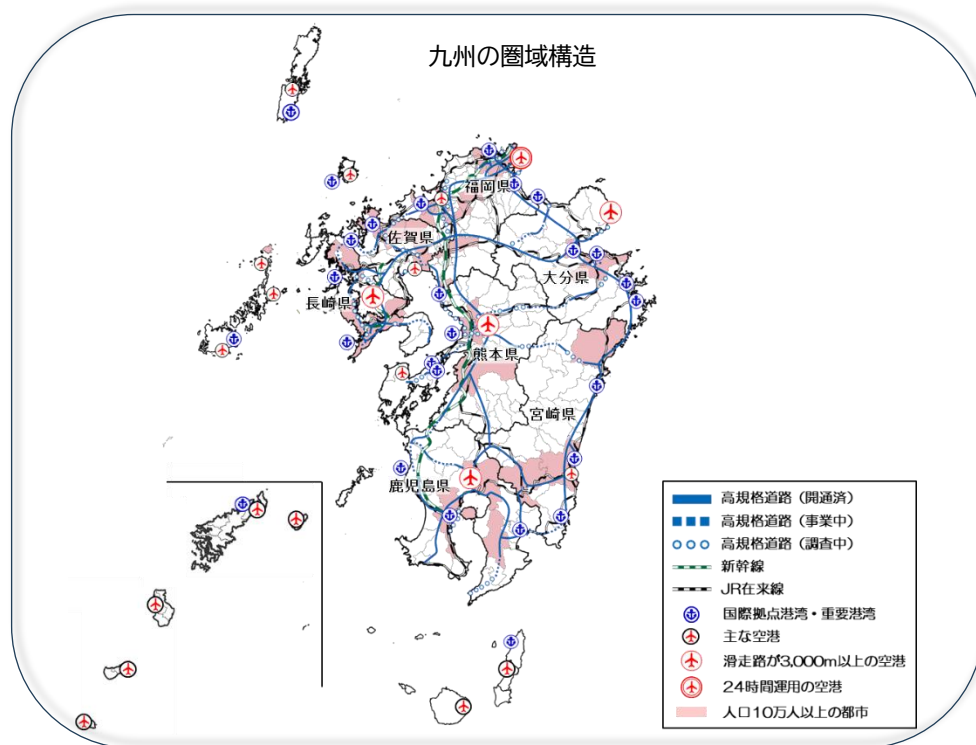 九州の圏域構造
福岡県
佐賀県
大分県
長崎県
熊本県
宮崎県
鹿児島県
高規格道路（開通済）
高規格道路（事業中）
高規格道路（調査中）
新幹線
JR在来線
国際拠点港湾・重要港湾
主な空港
滑走路が3,000m以上の空港
24時間運用の空港
人口10万人以上の都市